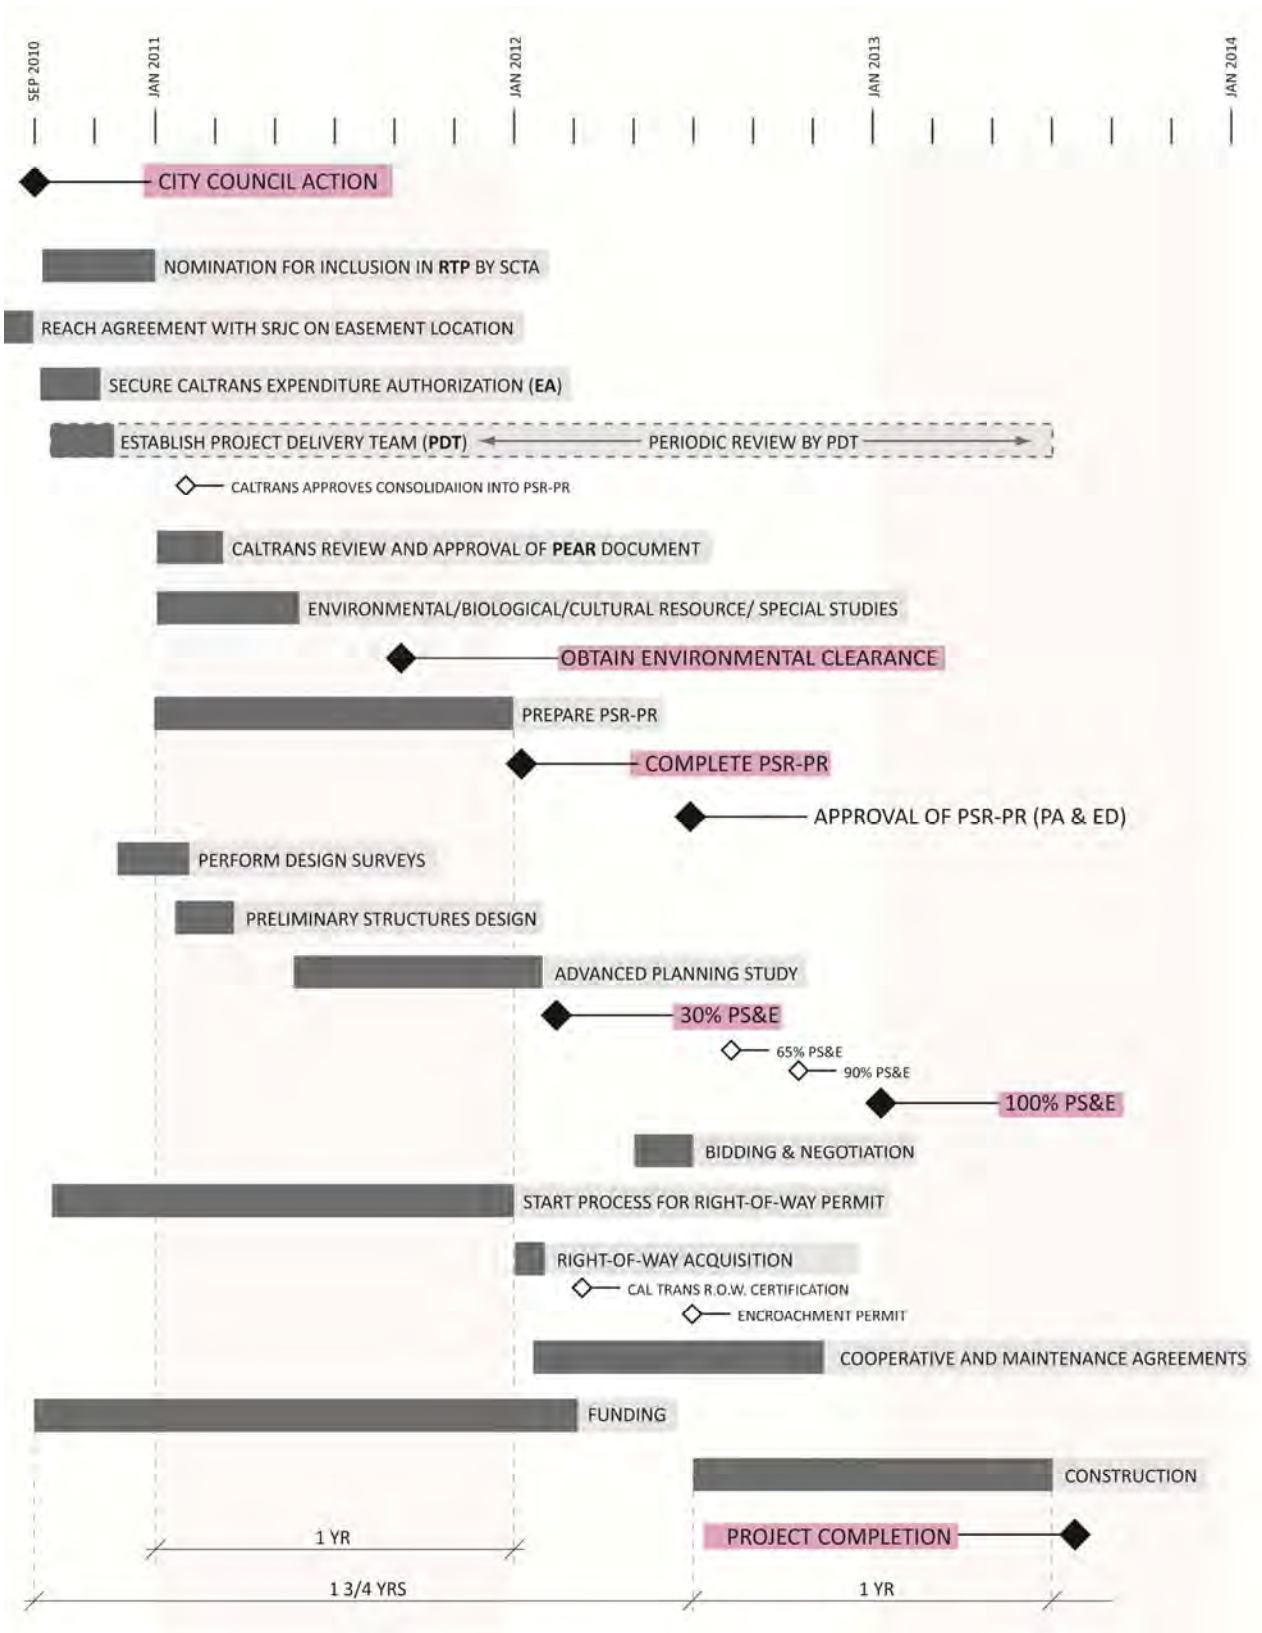 SEP 2010
JAN 2011
JAN 2012
JAN 2013
JAN 2014
CITY COUNCIL ACTION
NOMINATION FOR INCLUSION IN RTP BY SCTA
REACH AGREEMENT WITH SRJC ON EASEMENT LOCATION
SECURE CALTRANS EXPENDITURE AUTHORIZATION (EA)
ESTABLISH PROJECT DELIVERY TEAM (PDT) PERIODIC REVIEW BY PDT
CALTRANS APPROVES CONSOLIDAIION INTO PSR-PR
CALTRANS REVIEW AND APPROVAL OF PEAR DOCUMENT
ENVIRONMENTAL/BIOLOGICAL/CULTURAL RESOURCE/ SPECIAL STUDIES
OBTAIN ENVIRONMENTAL CLEARANCE
PREPARE PSR-PR
COMPLETE PSR-PR
APPROVAL OF PSR-PR (PA & ED)
PERFORM DESIGN SURVEYS
PRELIMINARY STRUCTURES DESIGN
ADVANCED PLANNING STUDY
30% PS&E
65% PS&E
90% PS&E
100% PS&E
BIDDING & NEGOTIATION
START PROCESS FOR RIGHT-OF-WAY PERMIT
RIGHT-OF-WAY ACQUISITION
CAL TRANS R.O.W. CERTIFICATION
ENCROACHMENT PERMIT
COOPERATIVE AND MAINTENANCE AGREEMENTS
FUNDING
CONSTRUCTION
PROJECT COMPLETION
1 YR
1 3/4 YRS
1 YR